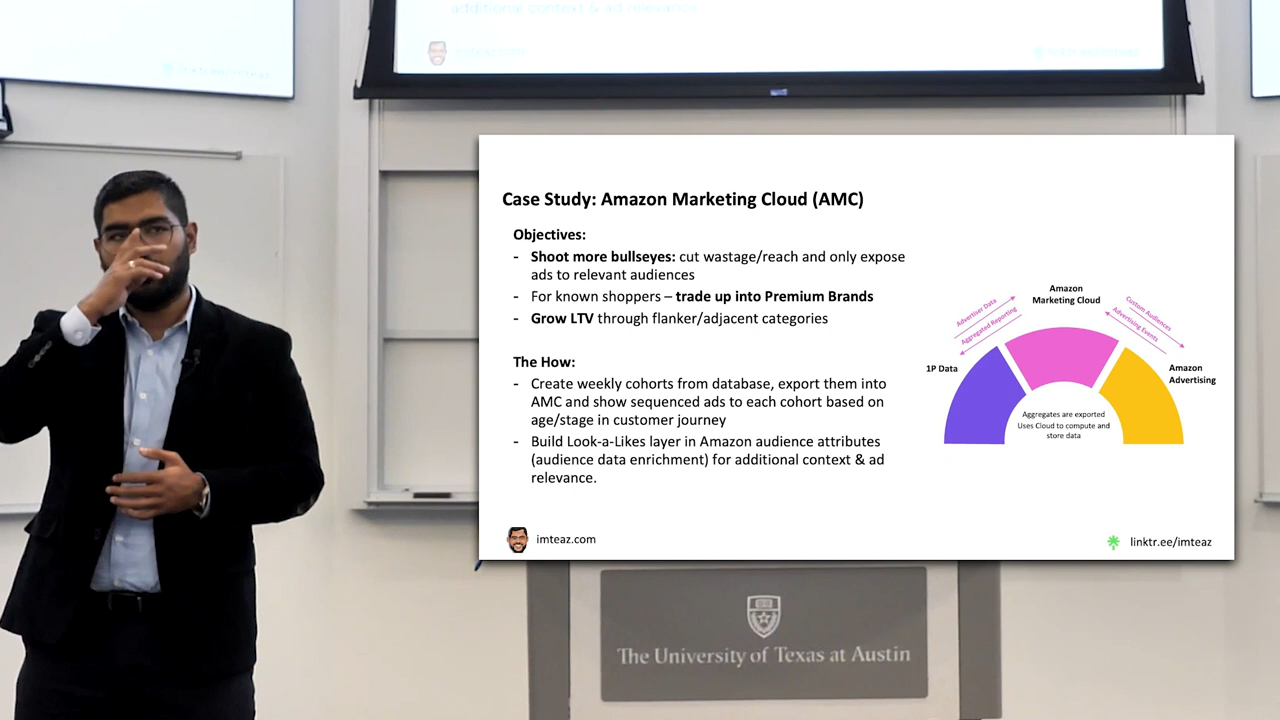 additional context & ad relevance.
imteaz.com
Case Study: Amazon Marketing Cloud (AMC)
Objectives:
- Shoot more bullseyes: cut wastage/reach and only expose
ads to relevant audiences
- For known shoppers – trade up into Premium Brands
- Grow LTV through flanker/adjacent categories
The How:
- Create weekly cohorts from database, export them into
AMC and show sequenced ads to each cohort based on
age/stage in customer journey
- Build Look-a-Likes layer in Amazon audience attributes
(audience data enrichment) for additional context & ad
relevance.
Amazon
Marketing Cloud
Advertiser Data
Aggregated Reporting
Custom Audiences
Advertising Events
1P Data
Amazon
Advertising
Aggregates are exported
Uses Cloud to compute and
store data
imteaz.com
linktr.ee/imteaz
The University of Texas at Austin